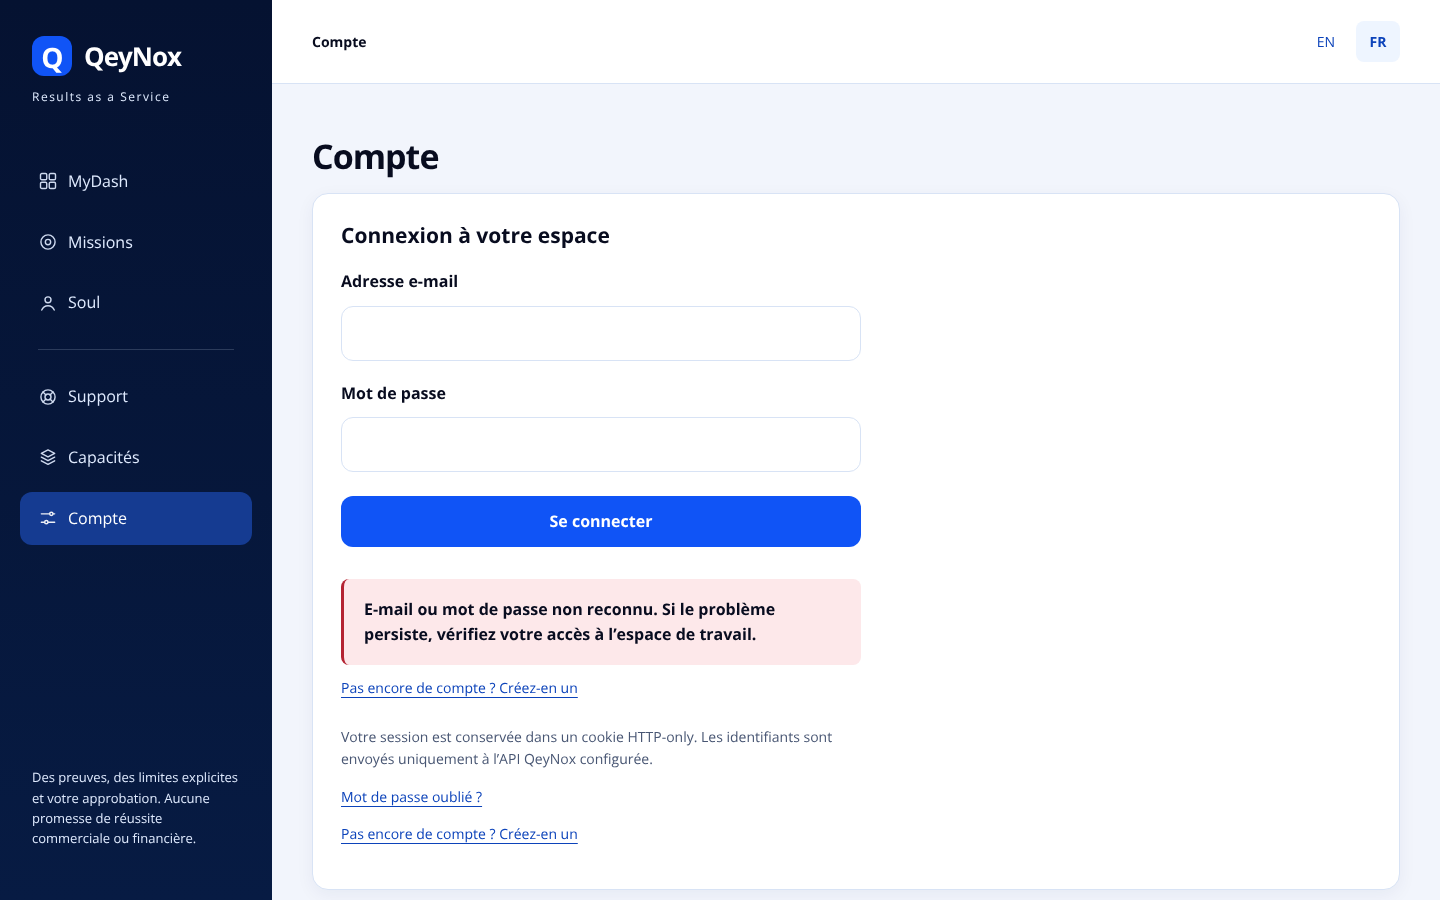 Q QeyNox
Results as a Service
MyDash
Missions
Soul
Support
Capacités
Compte
Des preuves, des limites explicites
et votre approbation. Aucune
promesse de réussite
commerciale ou financière.
Compte
EN
FR
Compte
Connexion à votre espace
Adresse e-mail
Mot de passe
Se connecter
E-mail ou mot de passe non reconnu. Si le problème
persiste, vérifiez votre accès à l’espace de travail.
Pas encore de compte ? Créez-en un
Votre session est conservée dans un cookie HTTP-only. Les identifiants sont
envoyés uniquement à l’API QeyNox configurée.
Mot de passe oublié ?
Pas encore de compte ? Créez-en un